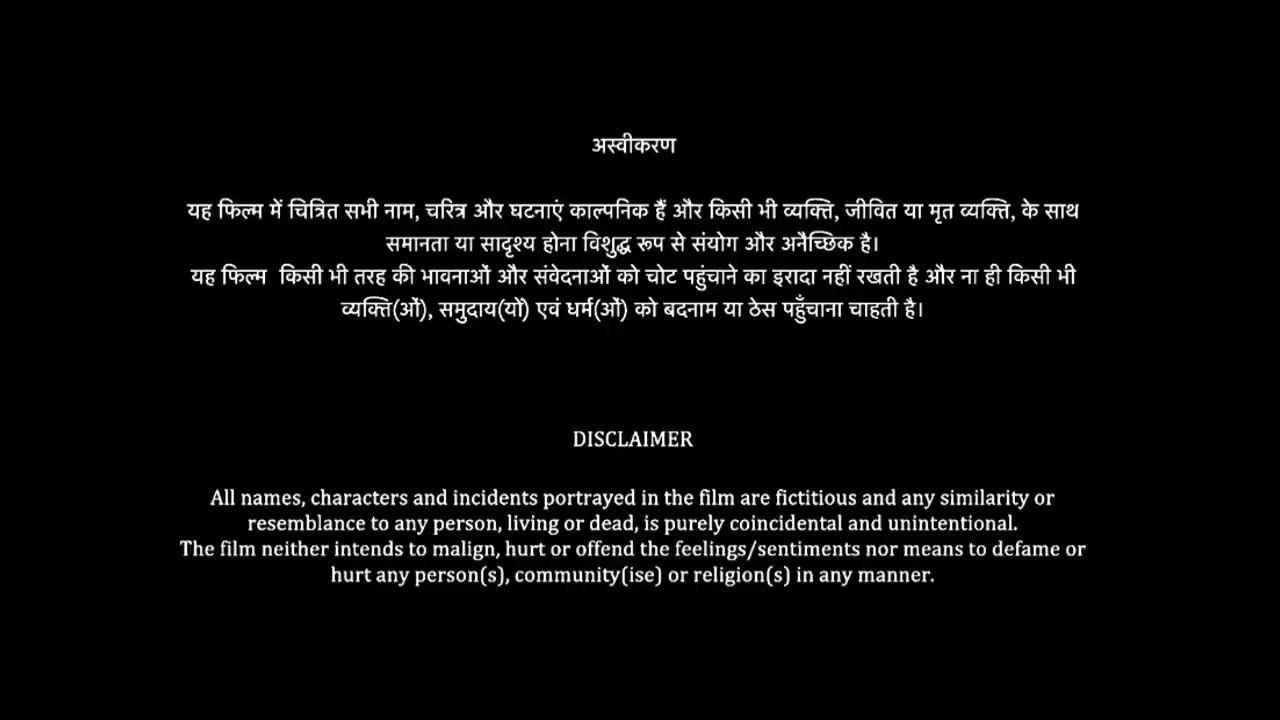 अस्वीकरण
यह फिल्म में चित्रित सभी नाम, चरित्र और घटनाएं काल्पनिक हैं और किसी भी व्यक्ति, जीवित या मृत व्यक्ति, के साथ
समानता या सादृश्य होना विशुद्ध रूप से संयोग और अनैच्छिक है।
यह फिल्म किसी भी तरह की भावनाओं और संवेदनाओं को चोट पहुंचाने का इरादा नहीं रखती है और ना ही किसी भी
व्यक्ति(ओं), समुदाय(यों) एवं धर्म(ओं) को बदनाम या ठेस पहुँचाना चाहती है।
DISCLAIMER
All names, characters and incidents portrayed in the film are fictitious and any similarity or
resemblance to any person, living or dead, is purely coincidental and unintentional.
The film neither intends to malign, hurt or offend the feelings/sentiments nor means to defame or
hurt any person(s), community(ise) or religion(s) in any manner.